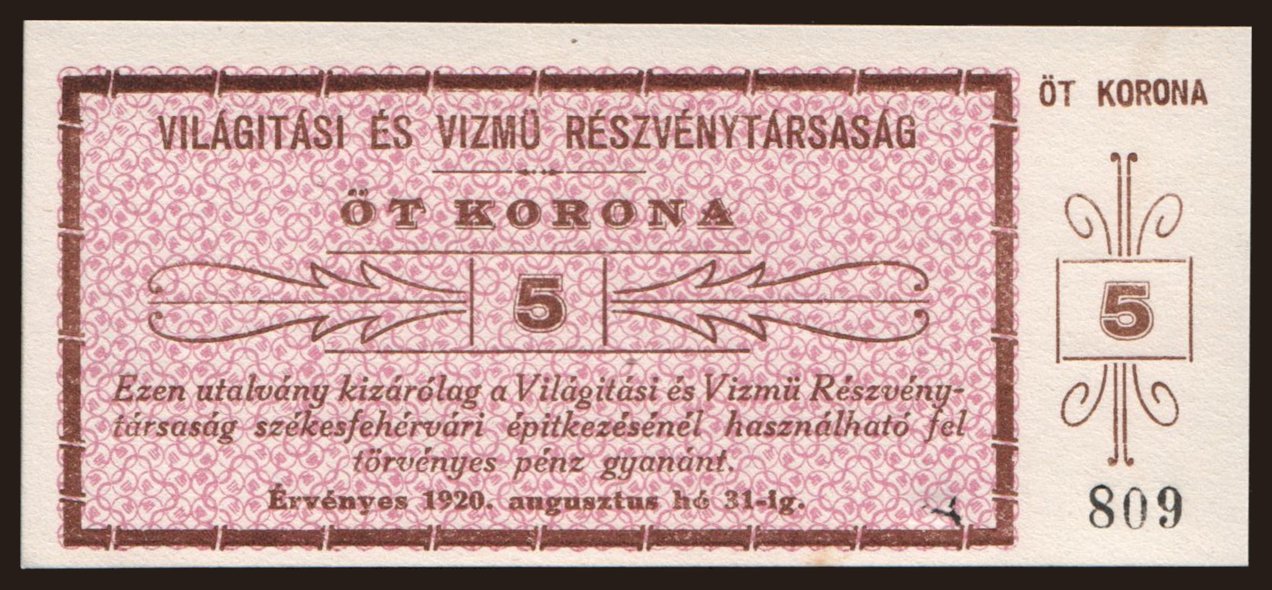 VILÁGITÁSI ÉS VIZMÜ RÉSZVÉNYTÁRSASÁG
ÖT KORONA
5
Ezen utalvány kizárólag a Világitási és Vizmü Részvény-
társaság székesfehérvári épitkezésénél használható fel
törvényes pénz gyanánt.
Érvényes 1920. augusztus hó 31-ig.
ÖT KORONA
5
809